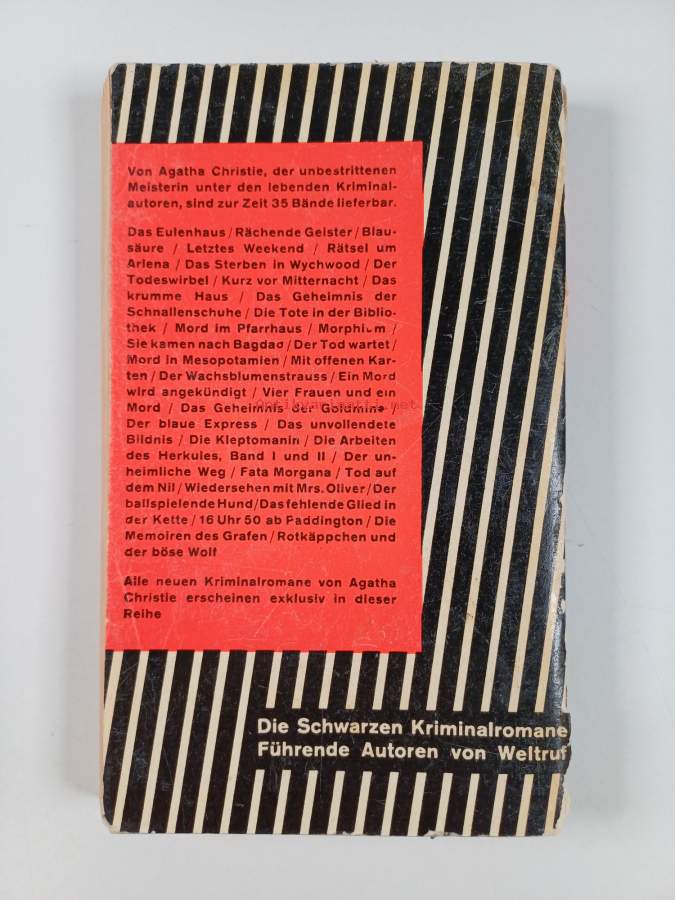 Von Agatha Christie, der unbestrittenen
Meisterin unter den lebenden Kriminal-
autoren, sind zur Zeit 35 Bände lieferbar.
Das Eulenhaus / Rächende Geister / Blau-
säure / Letztes Weekend / Rätsel um
Arlena / Das Sterben in Wychwood / Der
Todeswirbel / Kurz vor Mitternacht / Das
krumme Haus / Das Geheimnis der
Schnallenschuhe / Die Tote in der Biblio-
thek / Mord im Pfarrhaus / Morphium /
Sie kamen nach Bagdad / Der Tod wartet /
Mord in Mesopotamien / Mit offenen Kar-
ten / Der Wachsblumenstrauss / Ein Mord
wird angekündigt / Vier Frauen und ein
Mord / Das Geheimnis der Goldmine /
Der blaue Express / Das unvollendete
Bildnis / Die Kleptomanin / Die Arbeiten
des Herkules, Band I und II / Der un-
heimliche Weg / Fata Morgana / Tod auf
dem Nil / Wiedersehen mit Mrs. Oliver / Der
ballspielende Hund / Das fehlende Glied in
der Kette / 16 Uhr 50 ab Paddington / Die
Memoiren des Grafen / Rotkäppchen und
der böse Wolf
Alle neuen Kriminalromane von Agatha
Christie erscheinen exklusiv in dieser
Reihe
Die Schwarzen Kriminalromane
Führende Autoren von Weltruf